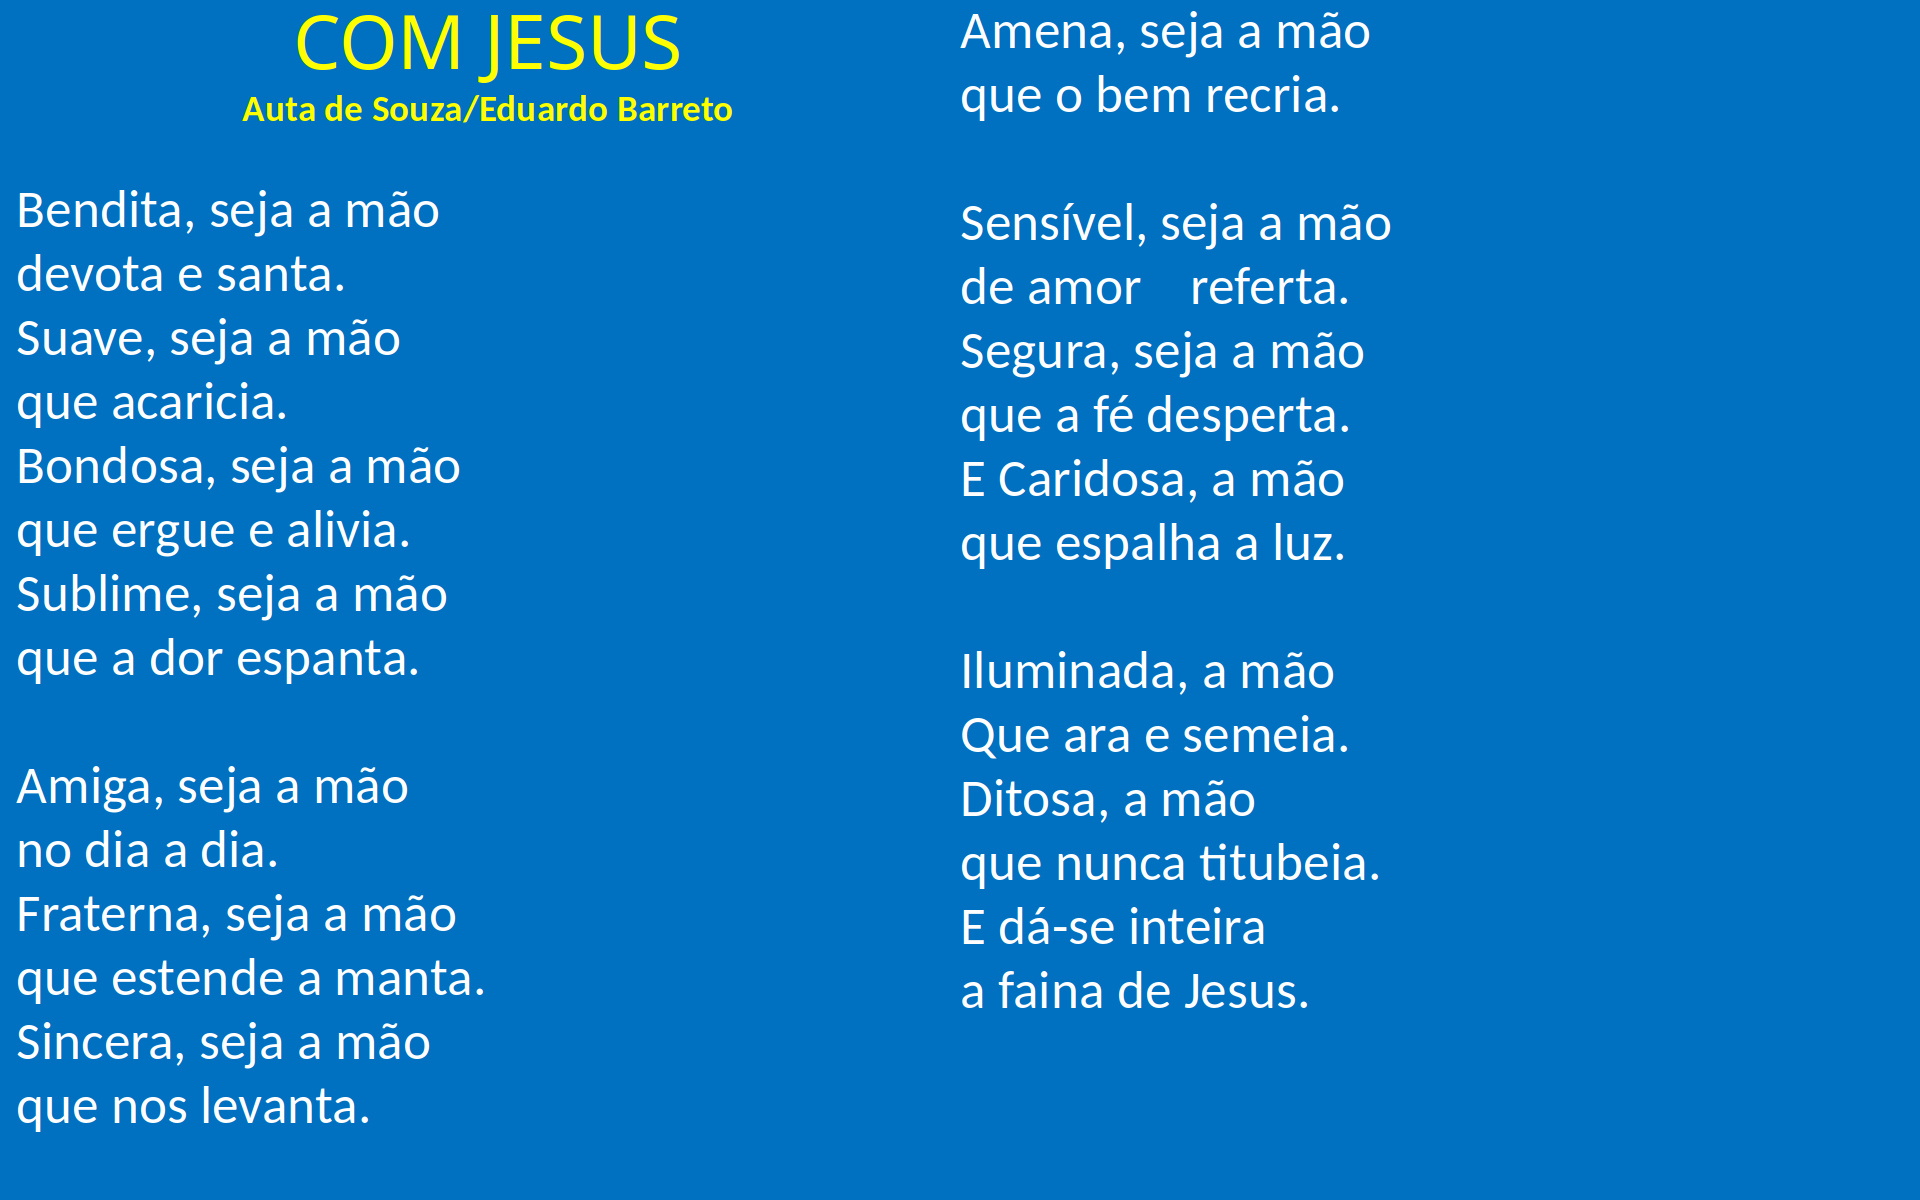 COM JESUS
Auta de Souza/Eduardo Barreto
Bendita, seja a mão
devota e santa.
Suave, seja a mão
que acaricia.
Bondosa, seja a mão
que ergue e alivia.
Sublime, seja a mão
que a dor espanta.
Amiga, seja a mão
no dia a dia.
Fraterna, seja a mão
que estende a manta.
Sincera, seja a mão
que nos levanta.
Amena, seja a mão
que o bem recria.
Sensível, seja a mão
de amor    referta.
Segura, seja a mão
que a fé desperta.
E Caridosa, a mão
que espalha a luz.
Iluminada, a mão
Que ara e semeia.
Ditosa, a mão
que nunca titubeia.
E dá-se inteira
a faina de Jesus.